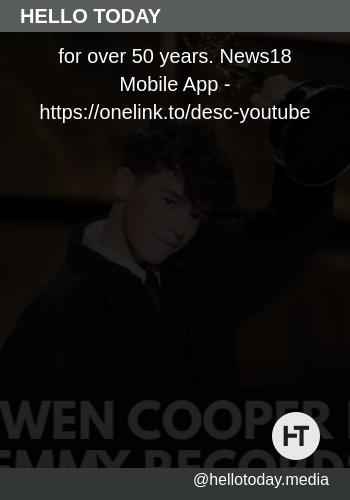 HELLO TODAY
for over 50 years. News18
Mobile App -
https://onelink.to/desc-youtube
WEN COOPER
EMMY RECORD
HT
@hellotoday.media